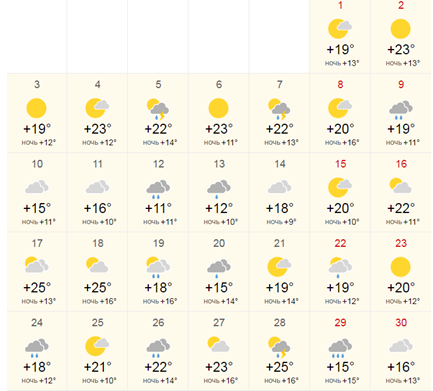 1 2
+19° +23°
ночь +13° ночь +13°
3 4 5 6 7 8 9
+19° +23° +22° +23° +22° +20° +19°
ночь +12° ночь +12° ночь +14° ночь +11° ночь +13° ночь +16° ночь +11°
10 11 12 13 14 15 16
+15° +16° +11° +12° +18° +20° +22°
ночь +11° ночь +10° ночь +11° ночь +10° ночь +9° ночь +10° ночь +11°
17 18 19 20 21 22 23
+25° +25° +18° +15° +19° +19° +20°
ночь +13° ночь +16° ночь +16° ночь +14° ночь +14° ночь +12° ночь +12°
24 25 26 27 28 29 30
+18° +21° +22° +23° +25° +15° +16°
ночь +12° ночь +10° ночь +14° ночь +16° ночь +16° ночь +15° ночь +13°